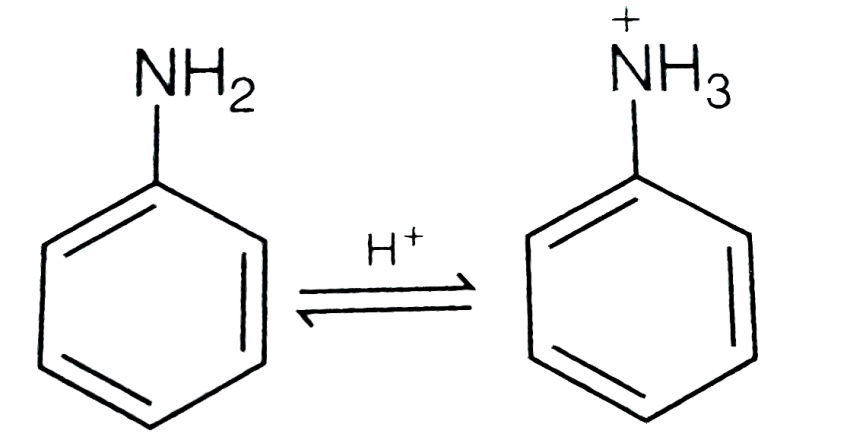 NH₂
+
NH₃
H⁺